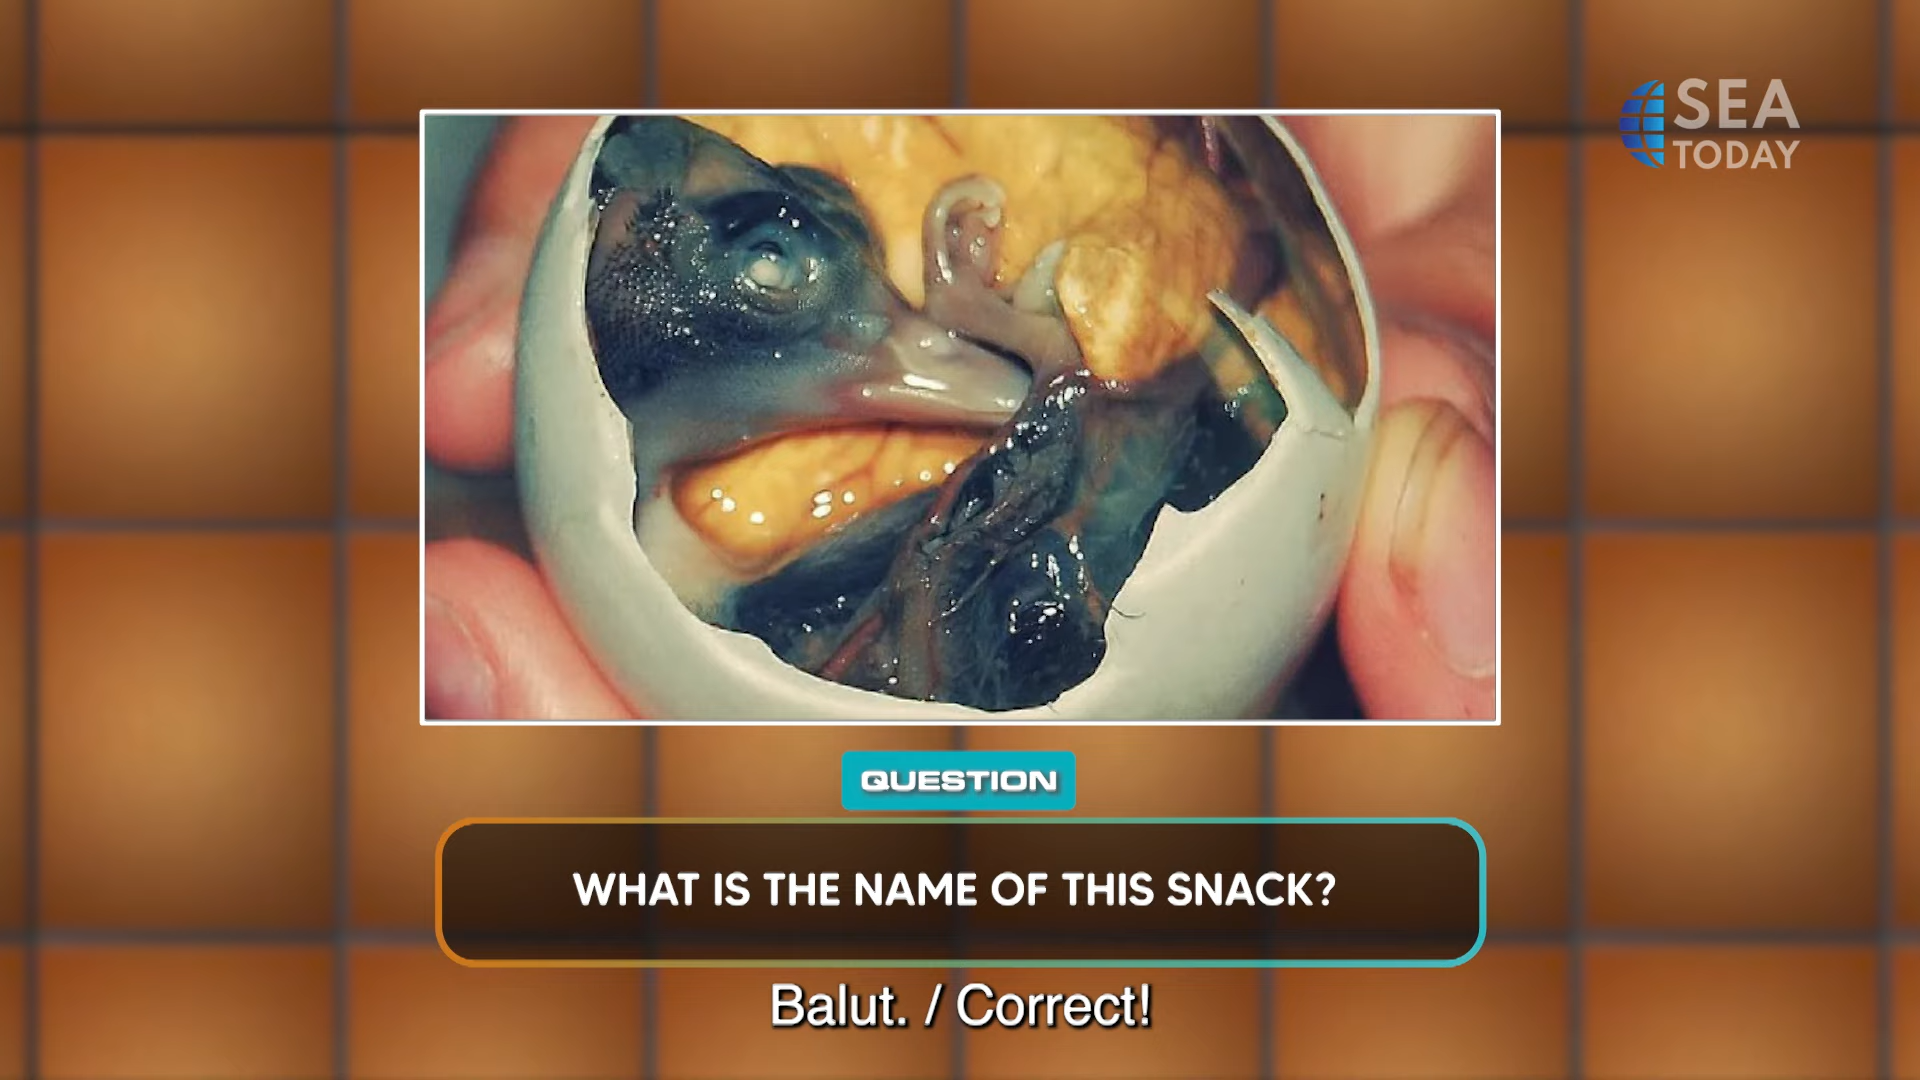 SEA
TODAY
QUESTION
WHAT IS THE NAME OF THIS SNACK?
Balut. / Correct!